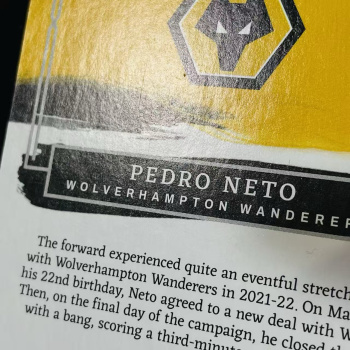 PEDRO NETO
WOLVERHAMPTON WANDERER
The forward experienced quite an eventful stretch
with Wolverhampton Wanderers in 2021-22. On Ma
his 22nd birthday, Neto agreed to a new deal with W
Then, on the final day of the campaign, he closed th
with a bang, scoring a third-minute